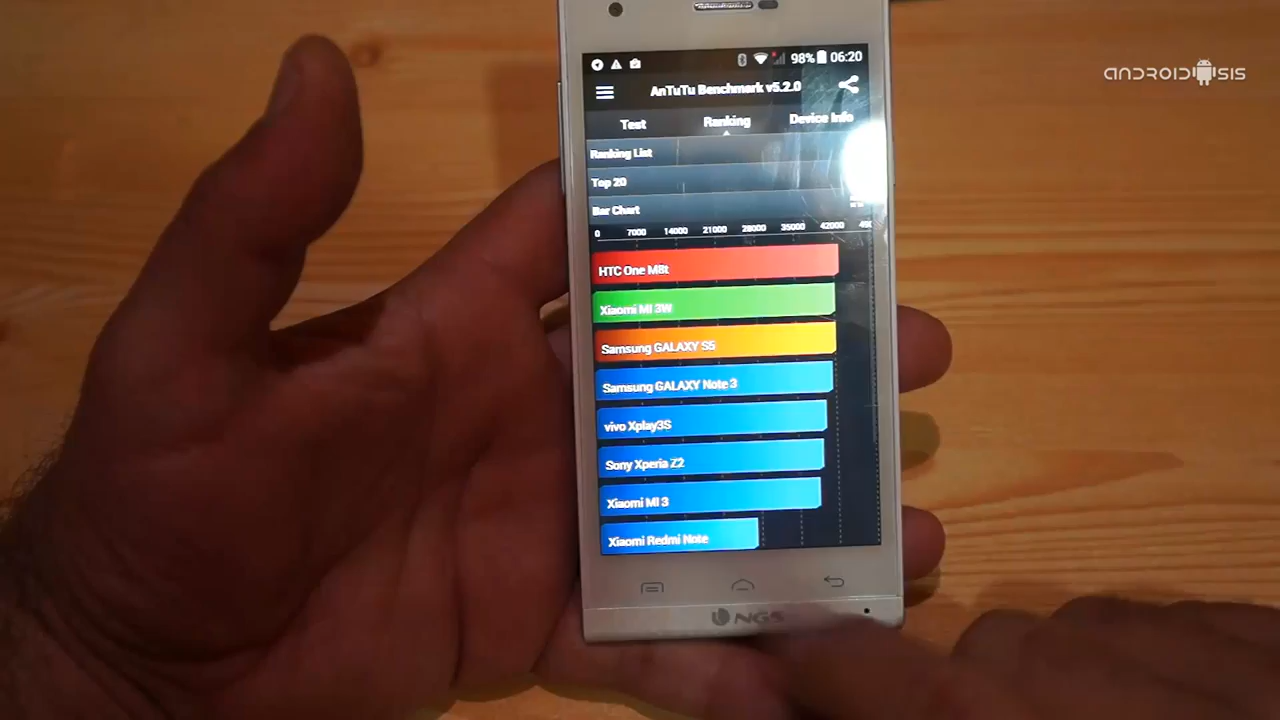 ANDROIDSIS
98% 06:20
AnTuTu Benchmark v5.2.0
Test Ranking Device Info
Ranking List
Top 20
Bar Chart
0 7000 14000 21000 28000 35000 42000
HTC One M8t
Xiaomi MI 3W
Samsung GALAXY S5
Samsung GALAXY Note 3
vivo Xplay3S
Sony Xperia Z2
Xiaomi MI 3
Xiaomi Redmi Note
NGS